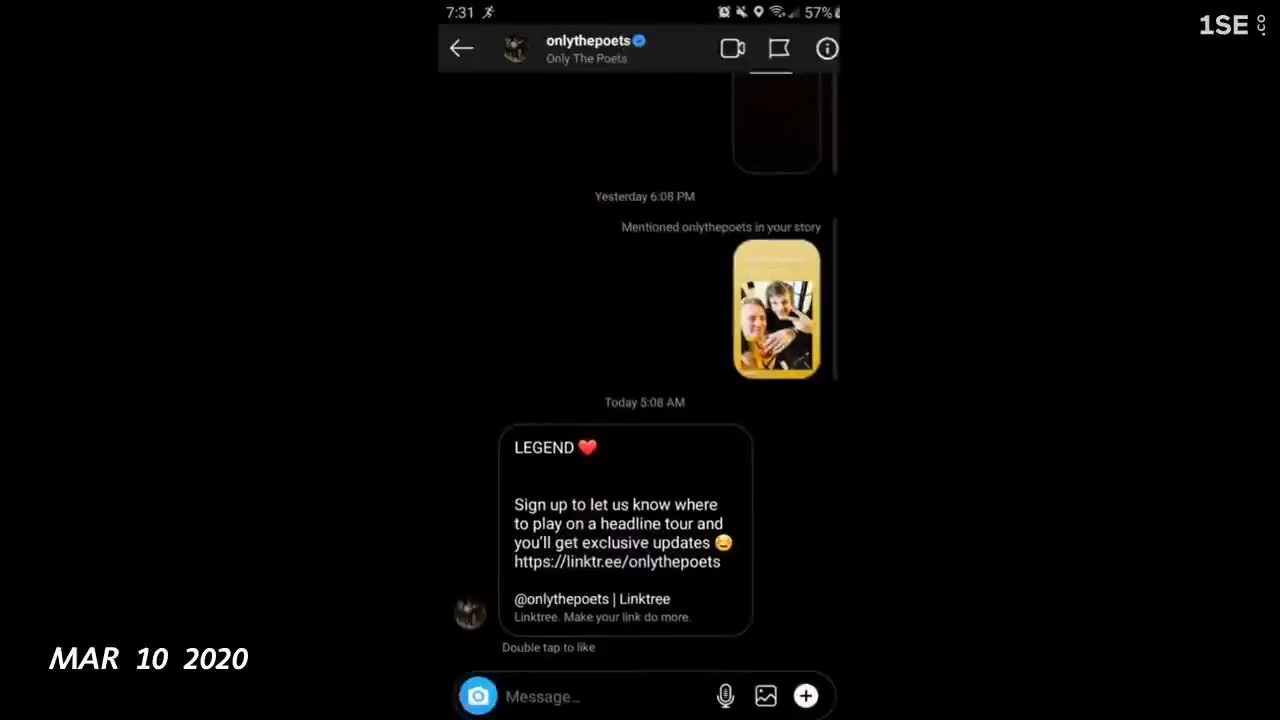 7:31
57%
1SE
CO
onlythepoets
Only The Poets
Yesterday 6:08 PM
Mentioned onlythepoets in your story
Today 5:08 AM
LEGEND ❤️
Sign up to let us know where
to play on a headline tour and
you'll get exclusive updates 😊
https://linktr.ee/onlythepoets
@onlythepoets | Linktree
Linktree. Make your link do more.
Double tap to like
Message...
MAR 10 2020